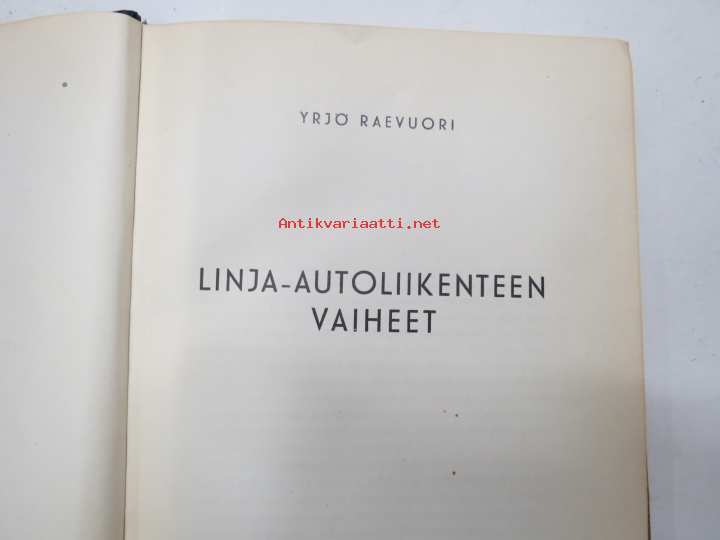 YRJÖ RAEVUORI
Antikvariaatti.net
LINJA-AUTOLIIKENTEEN
VAIHEET